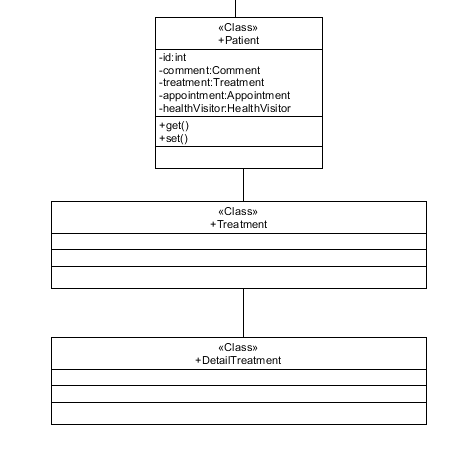 «Class»
+Patient
-id:int
-comment:Comment
-treatment:Treatment
-appointment:Appointment
-healthVisitor:HealthVisitor
+get()
+set()
«Class»
+Treatment
«Class»
+DetailTreatment